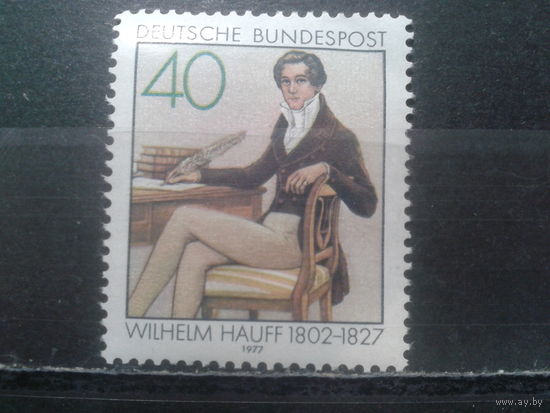 DEUTSCHE BUNDESPOST
40
WILHELM HAUFF 1802-1827
1977
www.ay.by